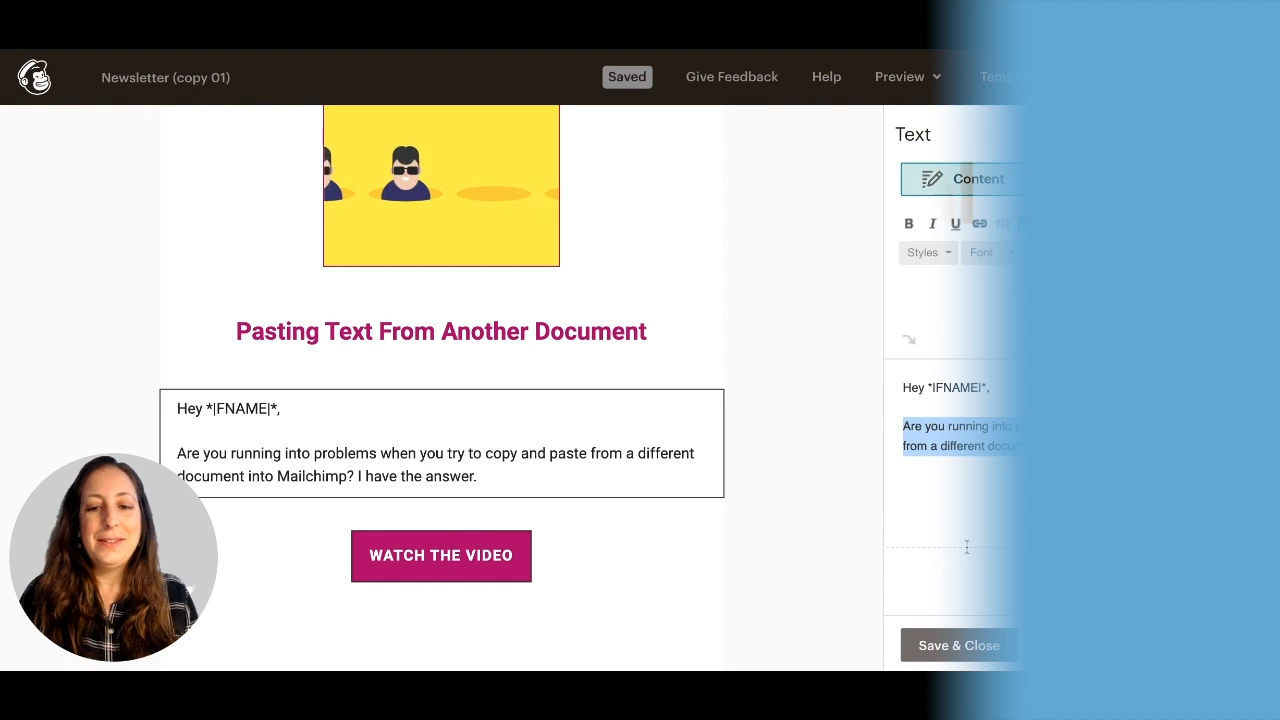 Newsletter (copy 01)
Saved
Give Feedback
Help
Preview
Text
Content
B I U
Styles
Font
Pasting Text From Another Document
Hey *|FNAME|*,
Are you running into problems when you try to copy and paste from a different
document into Mailchimp? I have the answer.
WATCH THE VIDEO
Hey *|FNAME|*,
Are you running into
from a different
Save & Close